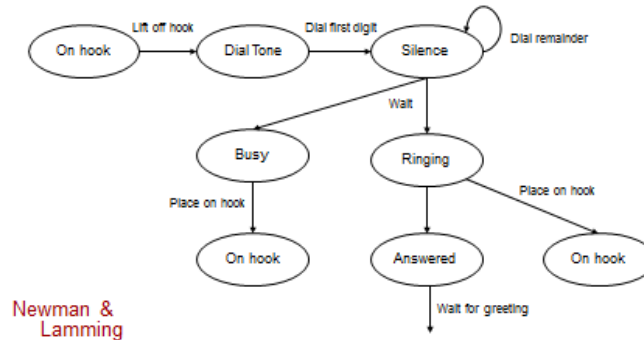 Lift off hook
Dial first digit
On hook
Dial Tone
Silence
Dial remainder
Wait
Busy
Ringing
Place on hook
Place on hook
On hook
Answered
On hook
Wait for greeting
Newman &
Lamming